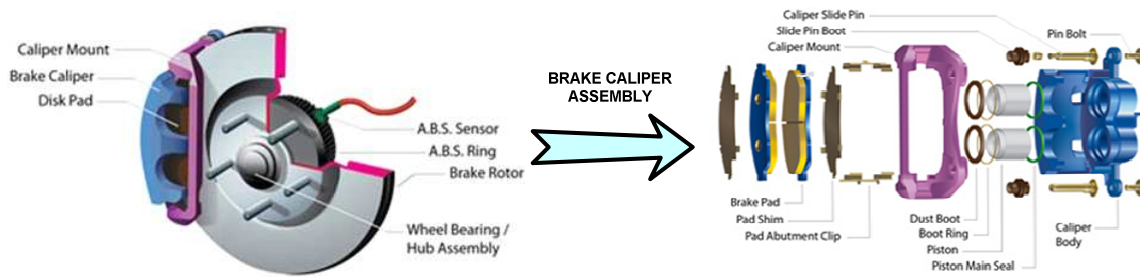 Caliper Mount
Brake Caliper
Disk Pad
A.B.S. Sensor
A.B.S. Ring
Brake Rotor
Wheel Bearing /
Hub Assembly
BRAKE CALIPER
ASSEMBLY
Caliper Slide Pin
Slide Pin Boot
Caliper Mount
Pin Bolt
Brake Pad
Pad Shim
Pad Abutment Clip
Dust Boot
Boot Ring
Piston
Piston Main Seal
Caliper
Body